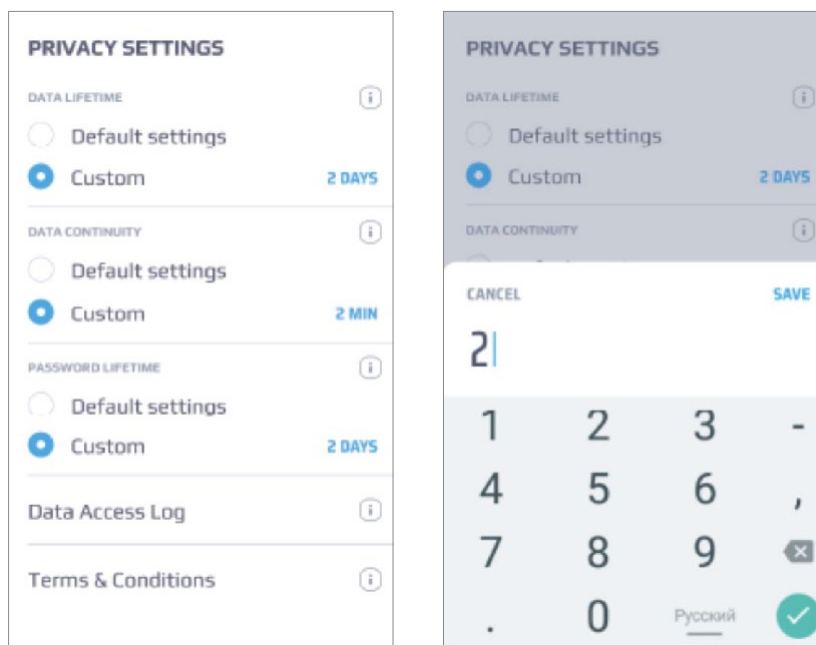 PRIVACY SETTINGS
DATA LIFETIME
Default settings
Custom 2 DAYS
DATA CONTINUITY
Default settings
Custom 2 MIN
PASSWORD LIFETIME
Default settings
Custom 2 DAYS
Data Access Log
Terms & Conditions
PRIVACY SETTINGS
DATA LIFETIME
Default settings
Custom 2 DAYS
DATA CONTINUITY
CANCEL SAVE
2
1 2 3 -
4 5 6 ,
7 8 9
. 0 Русский